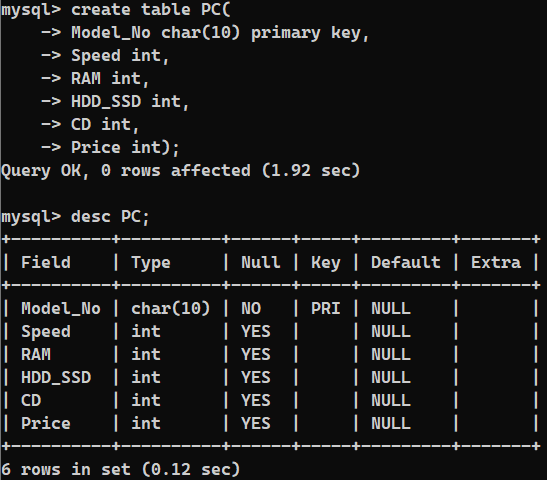 mysql> create table PC(
    -> Model_No char(10) primary key,
    -> Speed int,
    -> RAM int,
    -> HDD_SSD int,
    -> CD int,
    -> Price int);
Query OK, 0 rows affected (1.92 sec)

mysql> desc PC;
+----------+----------+------+-----+---------+-------+
| Field    | Type     | Null | Key | Default | Extra |
+----------+----------+------+-----+---------+-------+
| Model_No | char(10) | NO   | PRI | NULL    |       |
| Speed    | int      | YES  |     | NULL    |       |
| RAM      | int      | YES  |     | NULL    |       |
| HDD_SSD  | int      | YES  |     | NULL    |       |
| CD       | int      | YES  |     | NULL    |       |
| Price    | int      | YES  |     | NULL    |       |
+----------+----------+------+-----+---------+-------+
6 rows in set (0.12 sec)